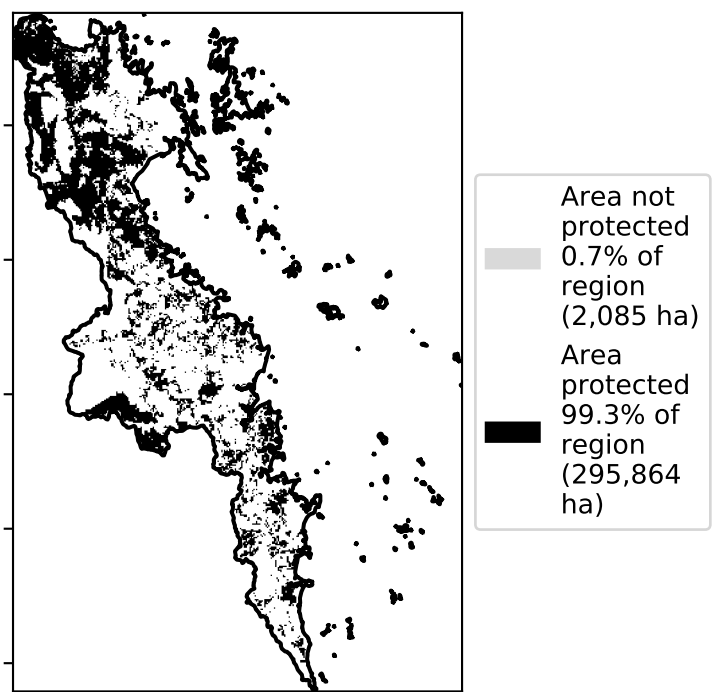 Area not
protected
0.7% of
region
(2,085 ha)
Area
protected
99.3% of
region
(295,864
ha)